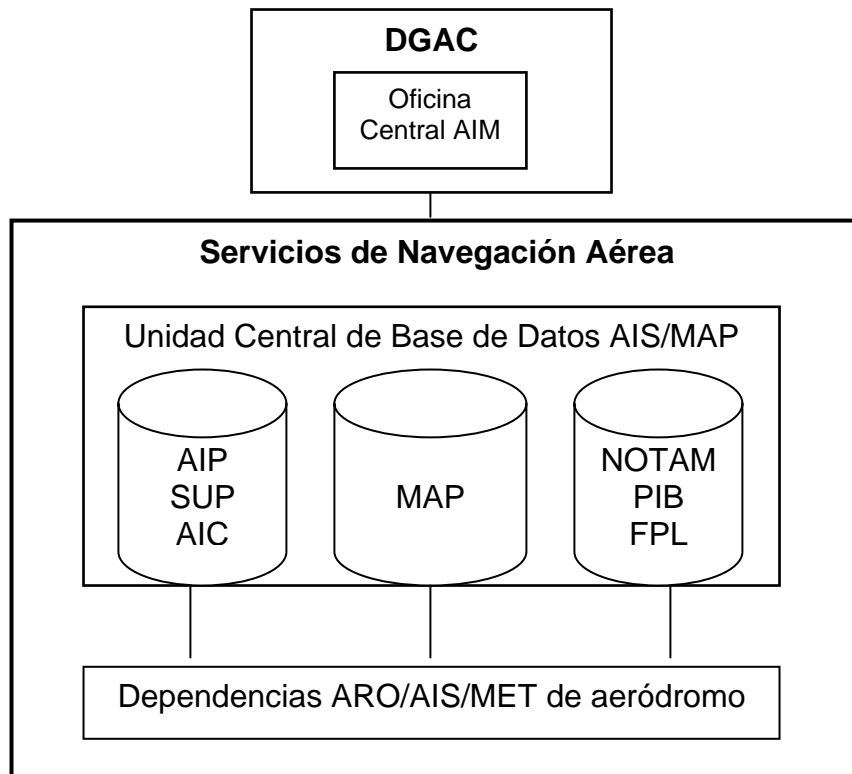 DGAC
Oficina
Central AIM
Servicios de Navegación Aérea
Unidad Central de Base de Datos AIS/MAP
AIP
SUP
AIC
MAP
NOTAM
PIB
FPL
Dependencias ARO/AIS/MET de aeródromo